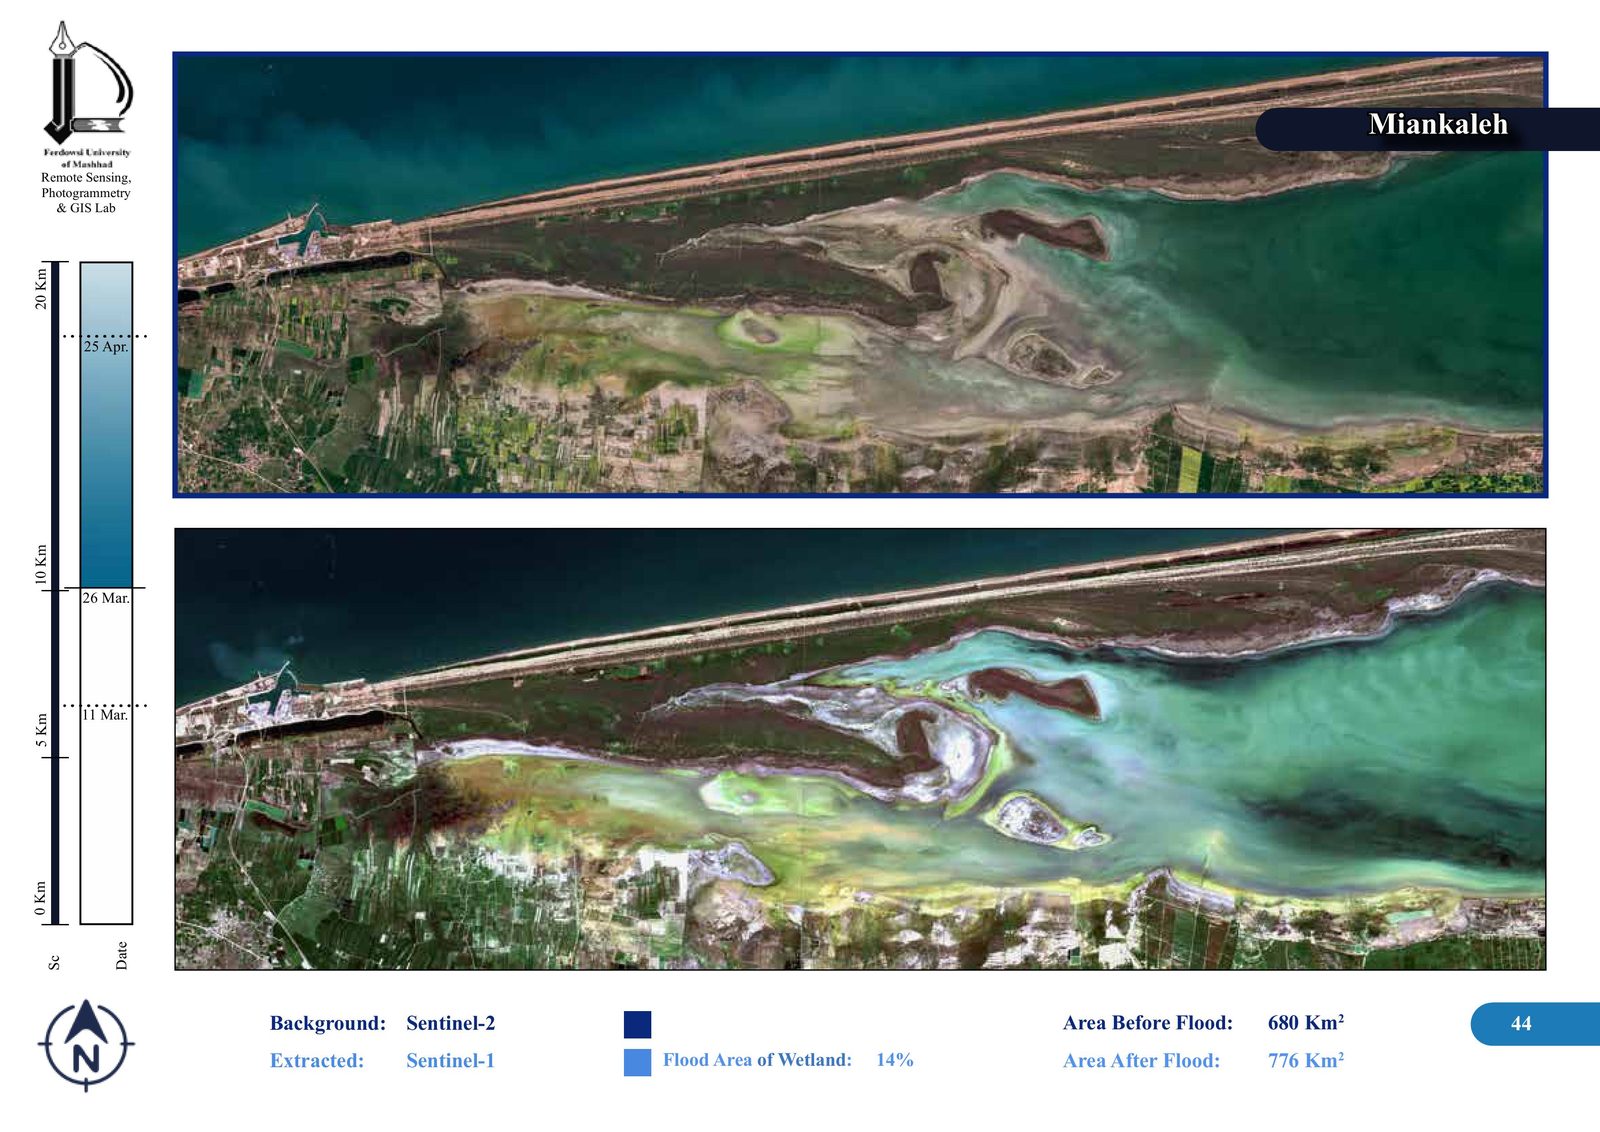 Miankaleh
Ferdowsi University
of Mashhad
Remote Sensing,
Photogrammetry
& GIS Lab
20 Km
10 Km
5 Km
0 Km
Sc
25 Apr.
26 Mar.
11 Mar.
Date
N
Background: Sentinel-2
Extracted: Sentinel-1
Flood Area of Wetland: 14%
Area Before Flood: 680 Km²
Area After Flood: 776 Km²
44